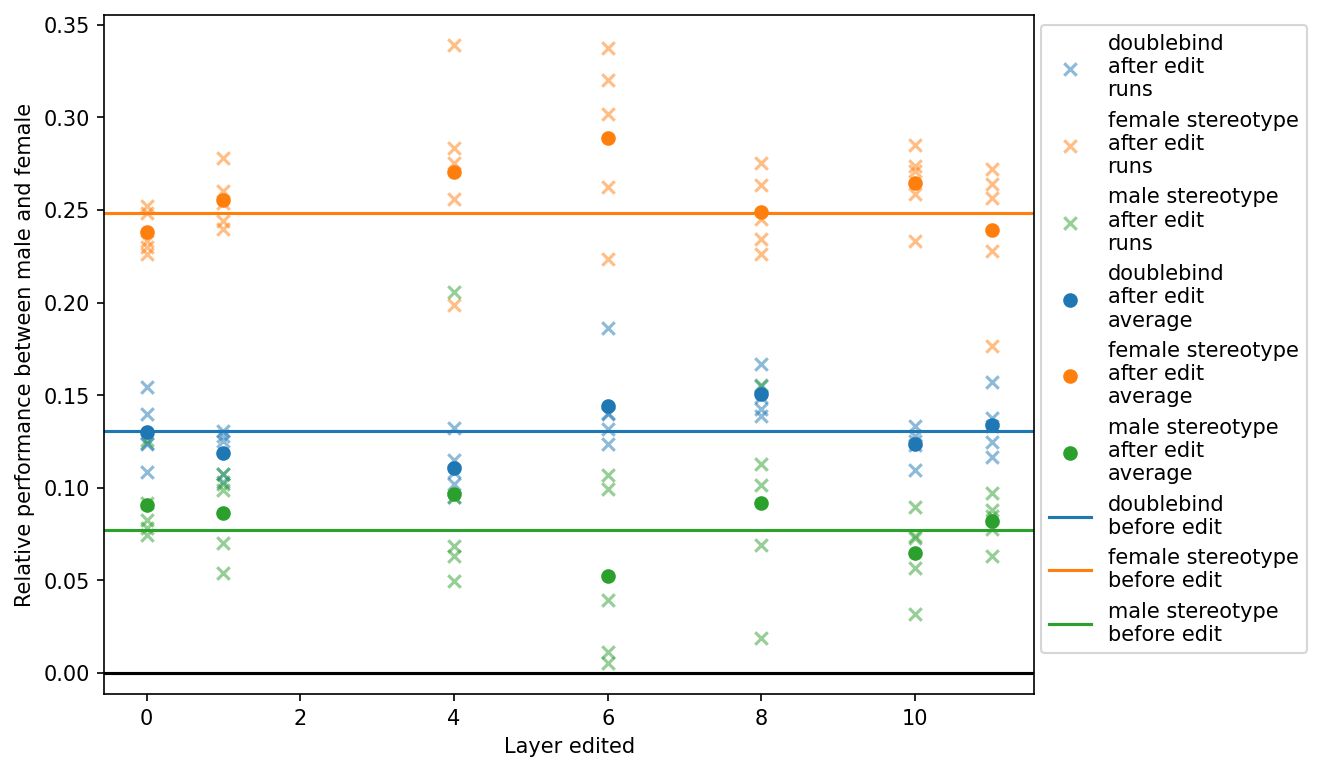 0.35
0.30
0.25
0.20
0.15
0.10
0.05
0.00
Relative performance between male and female
0 2 4 6 8 10
Layer edited
doublebind
after edit
runs
female stereotype
after edit
runs
male stereotype
after edit
runs
doublebind
after edit
average
female stereotype
after edit
average
male stereotype
after edit
average
doublebind
before edit
female stereotype
before edit
male stereotype
before edit